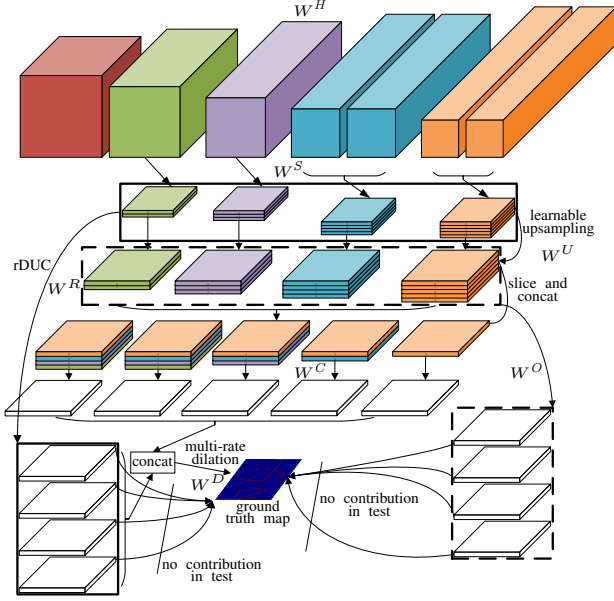 W^H
W^S
learnable
upsampling
W^U
rDUC
W^R
slice and
concat
W^C
W^O
concat
multi-rate
dilation
W^D
ground
truth map
no contribution
in test
no contribution
in test